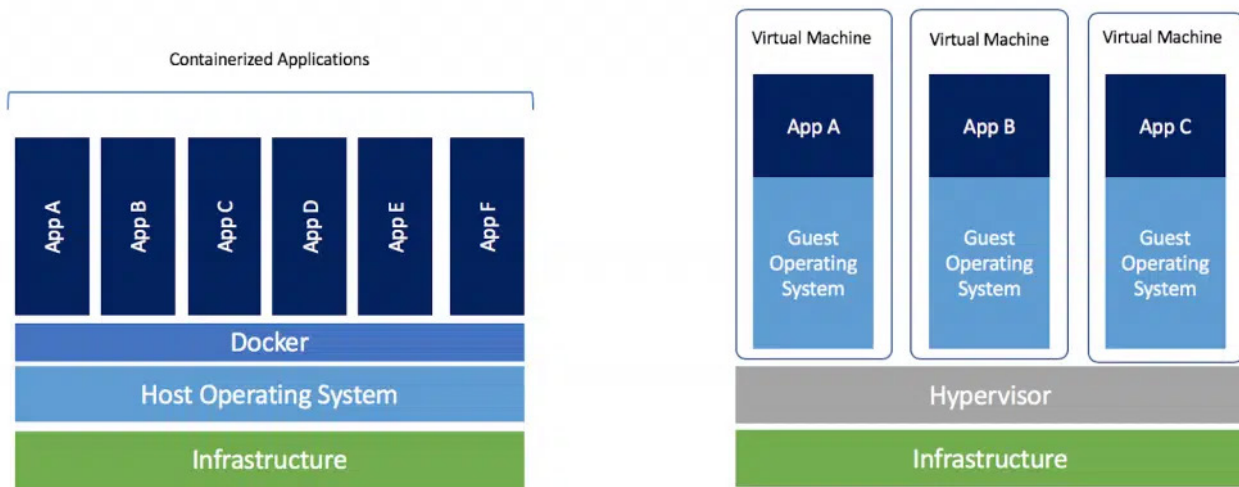 Containerized Applications
App A
App B
App C
App D
App E
App F
Docker
Host Operating System
Infrastructure
Virtual Machine
App A
Guest
Operating
System
Virtual Machine
App B
Guest
Operating
System
Virtual Machine
App C
Guest
Operating
System
Hypervisor
Infrastructure